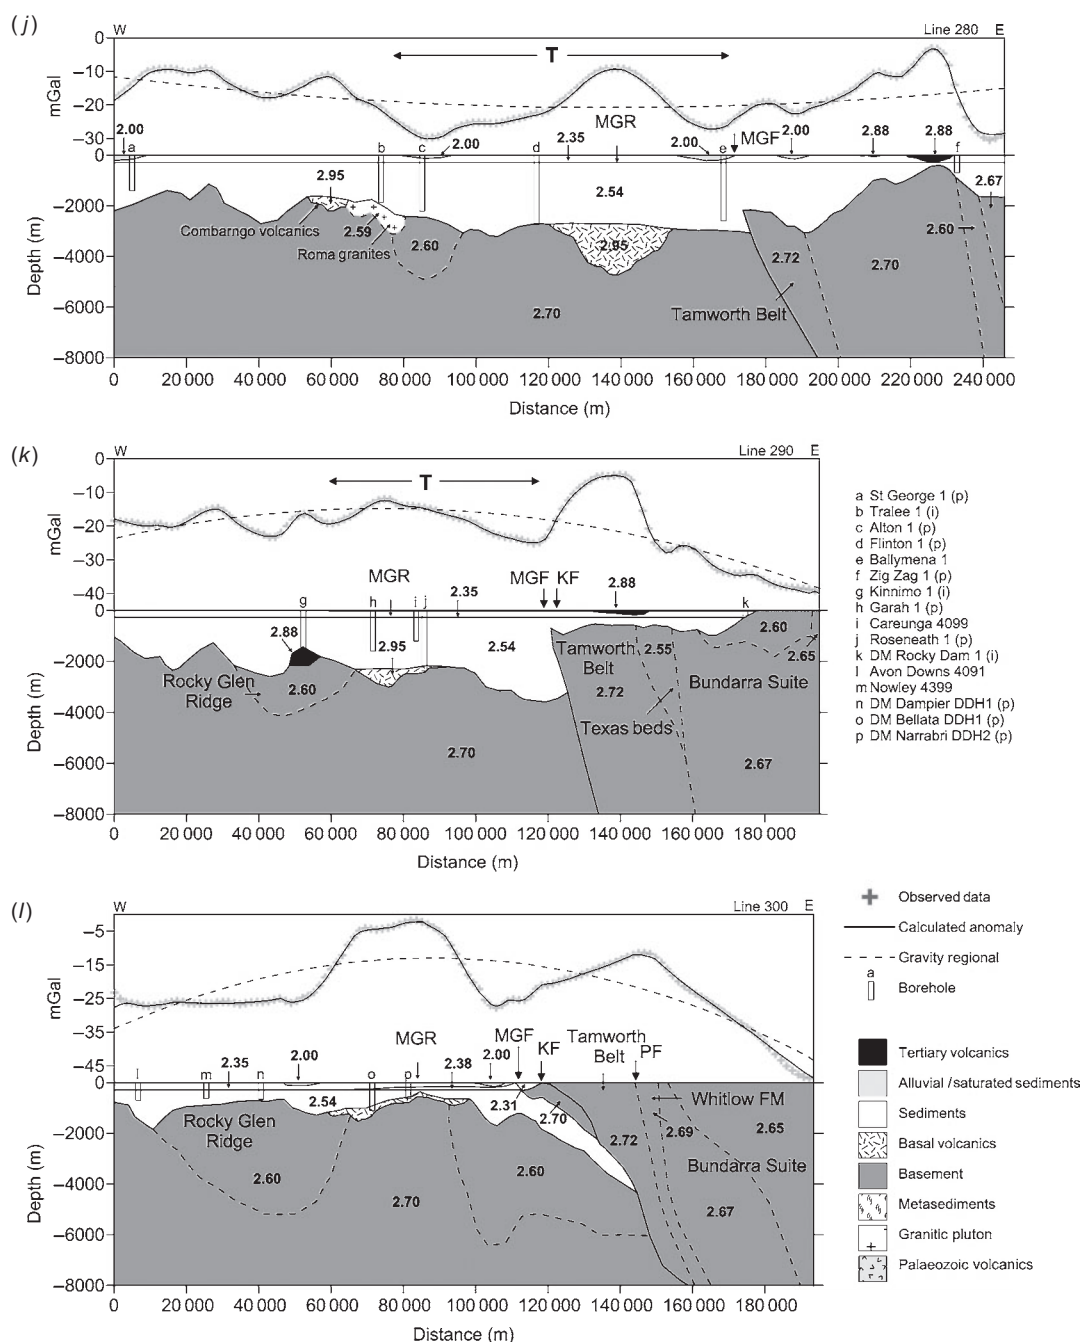 (j)
W
Line 280 E
0
−10
−20
−30
mGal
T
MGR
MGF
2.00
2.00
2.35
2.00
2.00
2.88
2.88
a
b
c
d
e
f
0
−2000
−4000
−6000
−8000
Depth (m)
2.95
2.54
2.67
Combarngo volcanics
2.59
Roma granites
2.60
2.95
2.60
2.72
2.70
Tamworth Belt
2.70
0
20 000
40 000
60 000
80 000
100 000
120 000
140 000
160 000
180 000
200 000
220 000
240 000
Distance (m)
(k)
W
Line 290 E
0
−10
−20
−30
−40
mGal
T
MGR
MGF
KF
2.35
2.88
g
h
i
j
k
0
−2000
−4000
−6000
−8000
Depth (m)
2.88
2.95
2.54
2.60
Tamworth Belt
2.55
2.65
Rocky Glen Ridge
2.60
2.72
Bundarra Suite
Texas beds
2.70
2.67
0
20 000
40 000
60 000
80 000
100 000
120 000
140 000
160 000
180 000
Distance (m)
a St George 1 (p)
b Tralee 1 (i)
c Alton 1 (p)
d Flinton 1 (p)
e Ballymena 1
f Zig Zag 1 (p)
g Kinnimo 1 (i)
h Garah 1 (p)
i Careunga 4099
j Roseneath 1 (p)
k DM Rocky Dam 1 (i)
l Avon Downs 4091
m Nowley 4399
n DM Dampier DDH1 (p)
o DM Bellata DDH1 (p)
p DM Narrabri DDH2 (p)
(l)
W
Line 300 E
−5
−15
−25
−35
−45
mGal
MGR
MGF
KF
Tamworth Belt
PF
2.35
2.00
2.38
2.00
l
m
n
o
p
0
−2000
−4000
−6000
−8000
Depth (m)
2.54
2.31
2.70
Whitlow FM
Rocky Glen Ridge
2.72
2.69
2.65
2.60
2.60
Bundarra Suite
2.70
2.67
0
20 000
40 000
60 000
80 000
100 000
120 000
140 000
160 000
180 000
Distance (m)
Observed data
Calculated anomaly
Gravity regional
a
Borehole
Tertiary volcanics
Alluvial /saturated sediments
Sediments
Basal volcanics
Basement
Metasediments
Granitic pluton
Palaeozoic volcanics